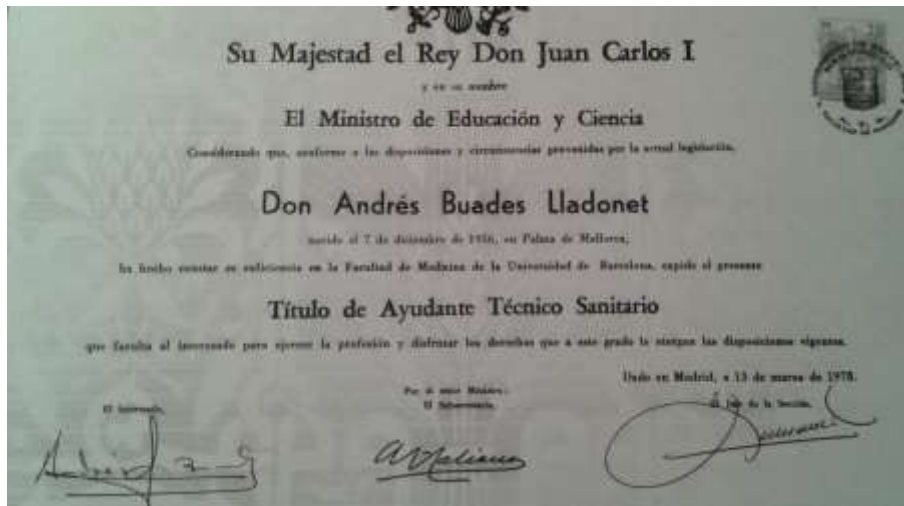 Su Majestad el Rey Don Juan Carlos I
y en su nombre
El Ministro de Educación y Ciencia
Considerando que, conforme a las disposiciones y circunstancias prevenidas por la actual legislación,
Don Andrés Buades Lladonet
nacido el 7 de diciembre de 1956, en Palma de Mallorca,
ha hecho constar su suficiencia en la Facultad de Medicina de la Universidad de Barcelona, expido el presente
Título de Ayudante Técnico Sanitario
que faculta al interesado para ejercer la profesión y disfrutar los derechos que a este grado le otorgan las disposiciones vigentes.
Dado en Madrid, a 13 de marzo de 1978.
Por el Ministro:
El Subsecretario,
El interesado,
El Jefe de la Sección,